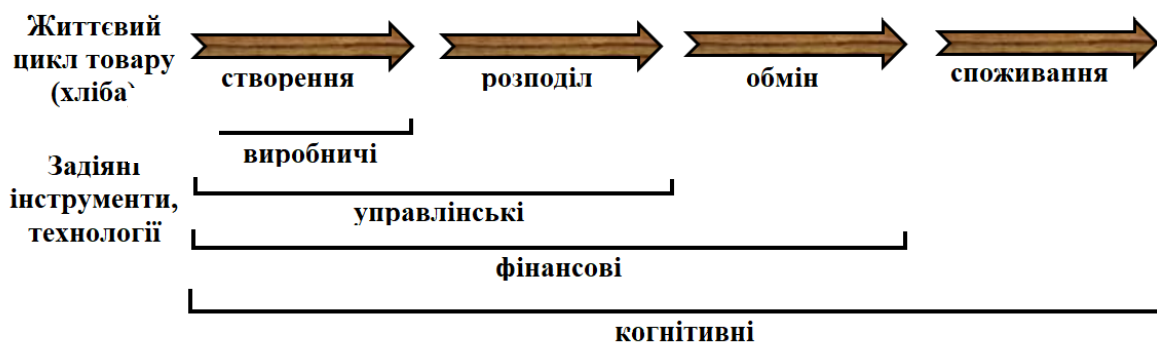 Життєвий
цикл товару
(хліба`
створення
розподіл
обмін
споживання
Задіяні
інструменти,
технології
виробничі
управлінські
фінансові
когнітивні